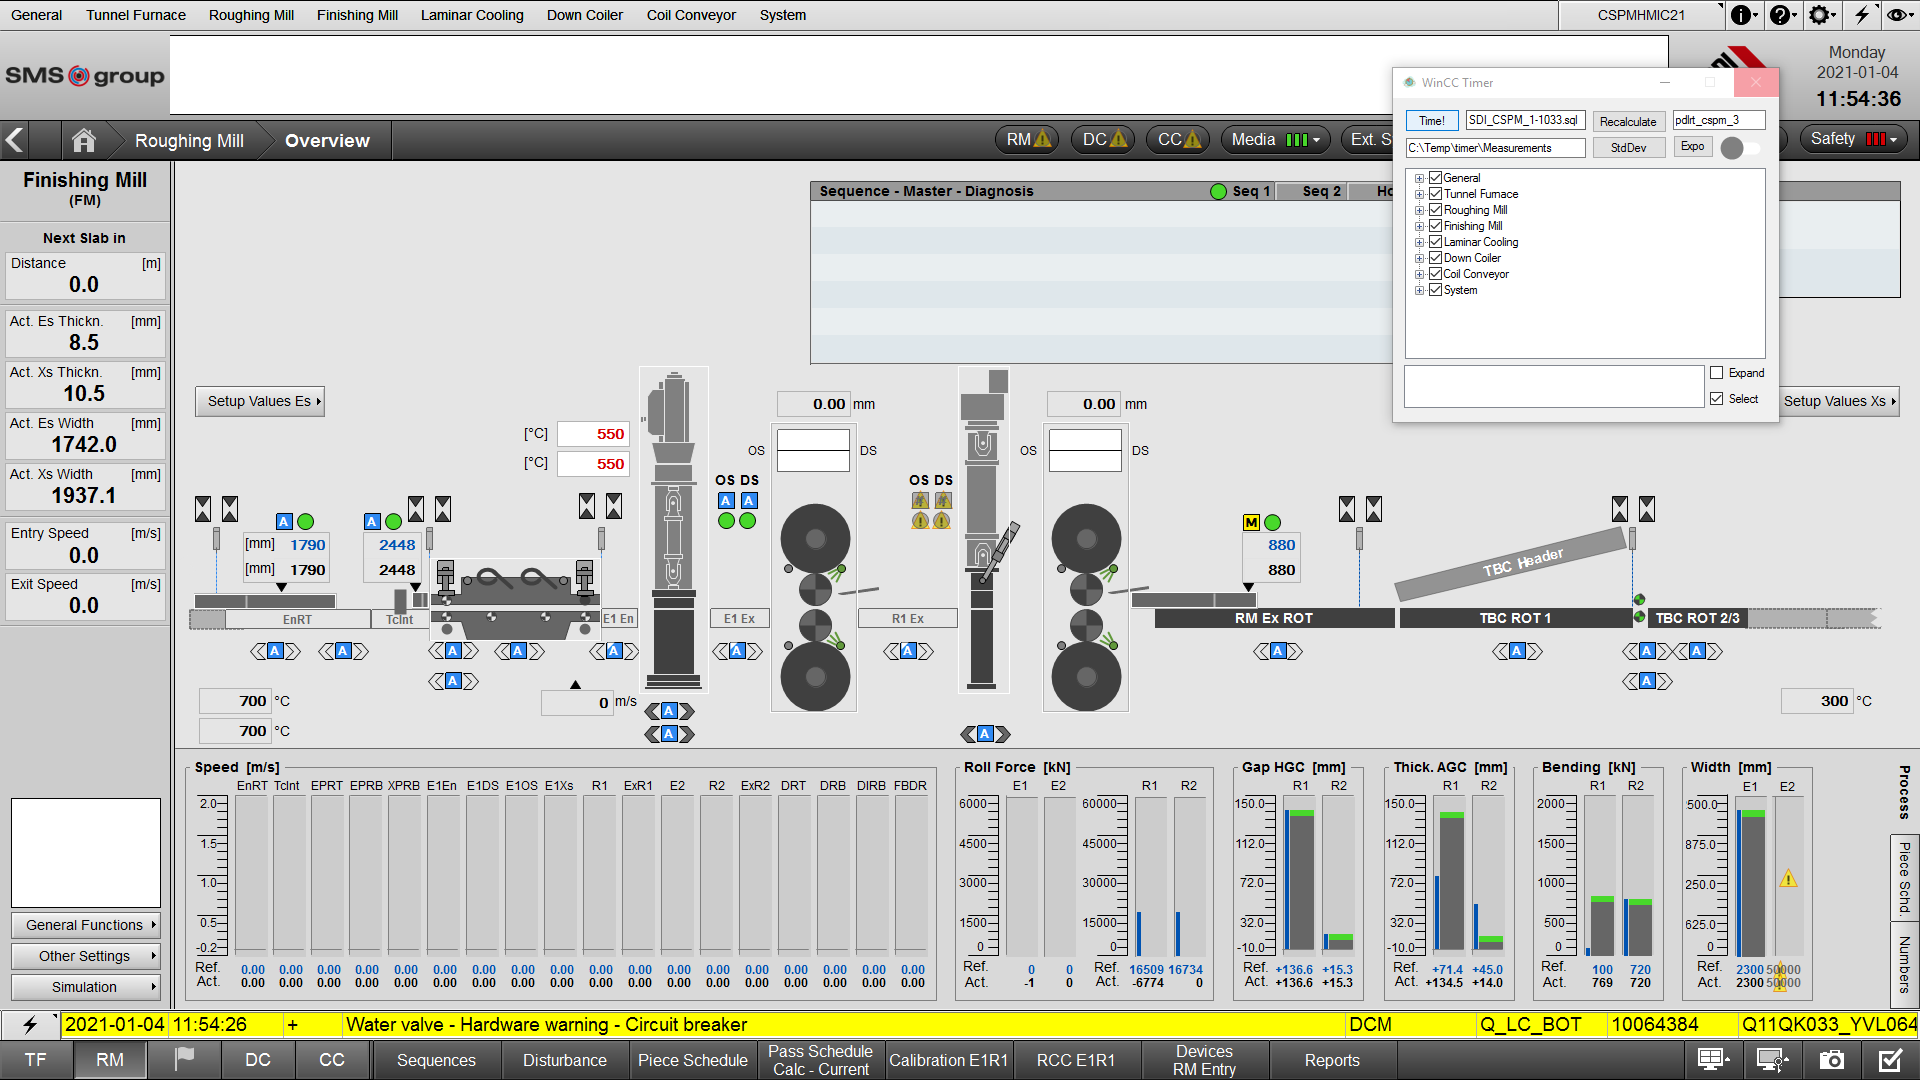 General Tunnel Furnace Roughing Mill Finishing Mill Laminar Cooling Down Coiler Coil Conveyor System CSPMHMIC21
SMS group
Monday
2021-01-04
11:54:36
Roughing Mill Overview RM DC CC Media Ext. S Safety
WinCC Timer
Time! SDI_CSPM_1-1033.sql Recalculate pdlrt_cspm_3
C:\Temp\timer\Measurements StdDev Expo
General
Tunnel Furnace
Roughing Mill
Finishing Mill
Laminar Cooling
Down Coiler
Coil Conveyor
System
Expand
Select
Finishing Mill
(FM)
Next Slab in
Distance [m]
0.0
Act. Es Thickn. [mm]
8.5
Act. Xs Thickn. [mm]
10.5
Act. Es Width [mm]
1742.0
Act. Xs Width [mm]
1937.1
Entry Speed [m/s]
0.0
Exit Speed [m/s]
0.0
General Functions
Other Settings
Simulation
Sequence - Master - Diagnosis Seq 1 Seq 2 Ho
Setup Values Es
Setup Values Xs
0.00 mm 0.00 mm
[°C] 550
[°C] 550
OS DS OS DS
OS DS OS DS
A A
A A M
[mm] 1790 2448 880
[mm] 1790 2448 880
TBC Header
EnRT TcInt E1 En E1 Ex R1 Ex RM Ex ROT TBC ROT 1 TBC ROT 2/3
A A A A A A A A A A A
A A
700 °C 0 m/s 300 °C
700 °C
A
A A
Speed [m/s]
EnRT TcInt EPRT EPRB XPRB E1En E1DS E1OS E1Xs R1 ExR1 E2 R2 ExR2 DRT DRB DIRB FBDR
2.0
1.5
1.0
0.5
-0.2
Ref. 0.00 0.00 0.00 0.00 0.00 0.00 0.00 0.00 0.00 0.00 0.00 0.00 0.00 0.00 0.00 0.00 0.00 0.00
Act. 0.00 0.00 0.00 0.00 0.00 0.00 0.00 0.00 0.00 0.00 0.00 0.00 0.00 0.00 0.00 0.00 0.00 0.00
Roll Force [kN]
E1 E2 R1 R2
6000 60000
4500 45000
3000 30000
1500 15000
0 0
Ref. 0 0 Ref. 16509 16734
Act. -1 0 Act. -6774 0
Gap HGC [mm]
R1 R2
150.0
112.0
72.0
32.0
-10.0
Ref. +136.6 +15.3
Act. +136.6 +15.3
Thick. AGC [mm]
R1 R2
150.0
112.0
72.0
32.0
-10.0
Ref. +71.4 +45.0
Act. +134.5 +14.0
Bending [kN]
R1 R2
2000
1500
1000
500
0
Ref. 100 720
Act. 769 720
Width [mm]
E1 E2
500.0
875.0
250.0
625.0
0
Ref. 2300 50000
Act. 2300 50000
Process
Piece Schd.
Numbers
2021-01-04 11:54:26 + Water valve - Hardware warning - Circuit breaker DCM Q_LC_BOT 10064384 Q11QK033_YVL064
TF RM DC CC Sequences Disturbance Piece Schedule Pass Schedule Calc - Current Calibration E1R1 RCC E1R1 Devices RM Entry Reports